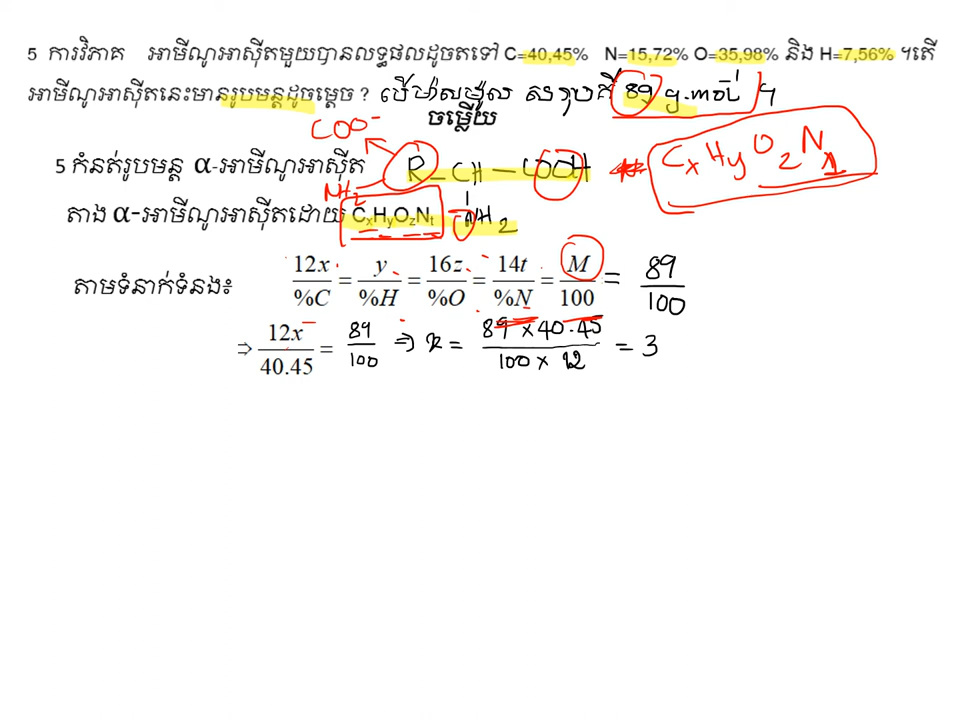 5 ការវិភាគ អាមីណូអាស៊ីតមួយបានលទ្ធផលដូចតទៅ C=40,45% N=15,72% O=35,98% និង H=7,56% ។តើ
អាមីណូអាស៊ីតនេះមានរូបមន្តដូចម្ដេច ? បើម៉ាសម៉ូល សរុបគឺ 89 g.mol⁻¹ ។
ចម្លើយ
COO⁻
5 កំនត់រូបមន្ត α-អាមីណូអាស៊ីត R – CH – COOH CxHyO2N1
NH2
តាង α-អាមីណូអាស៊ីតដោយ CxHyOzNt NH2
តាមទំនាក់ទំនង៖ 12x/%C = y/%H = 16z/%O = 14t/%N = M/100 = 89/100
⇒ 12x/40.45 = 89/100 ⇒ x = 89 × 40.45 / 100 × 12 = 3